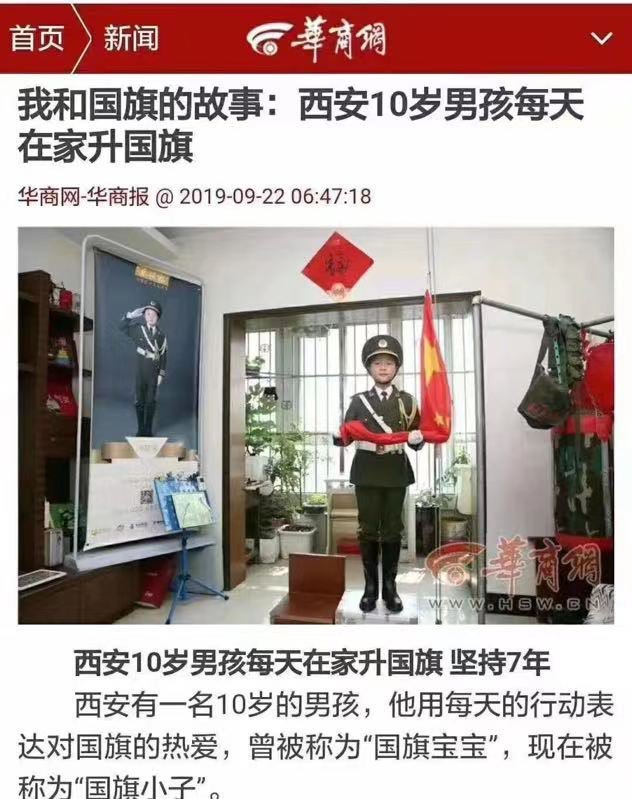 首页
新闻
華商網
我和国旗的故事：西安10岁男孩每天
在家升国旗
华商网-华商报 @ 2019-09-22 06:47:18
華商網
WWW.HSW.CN
西安10岁男孩每天在家升国旗 坚持7年
西安有一名10岁的男孩，他用每天的行动表
达对国旗的热爱，曾被称为“国旗宝宝”，现在被
称为“国旗小子”。